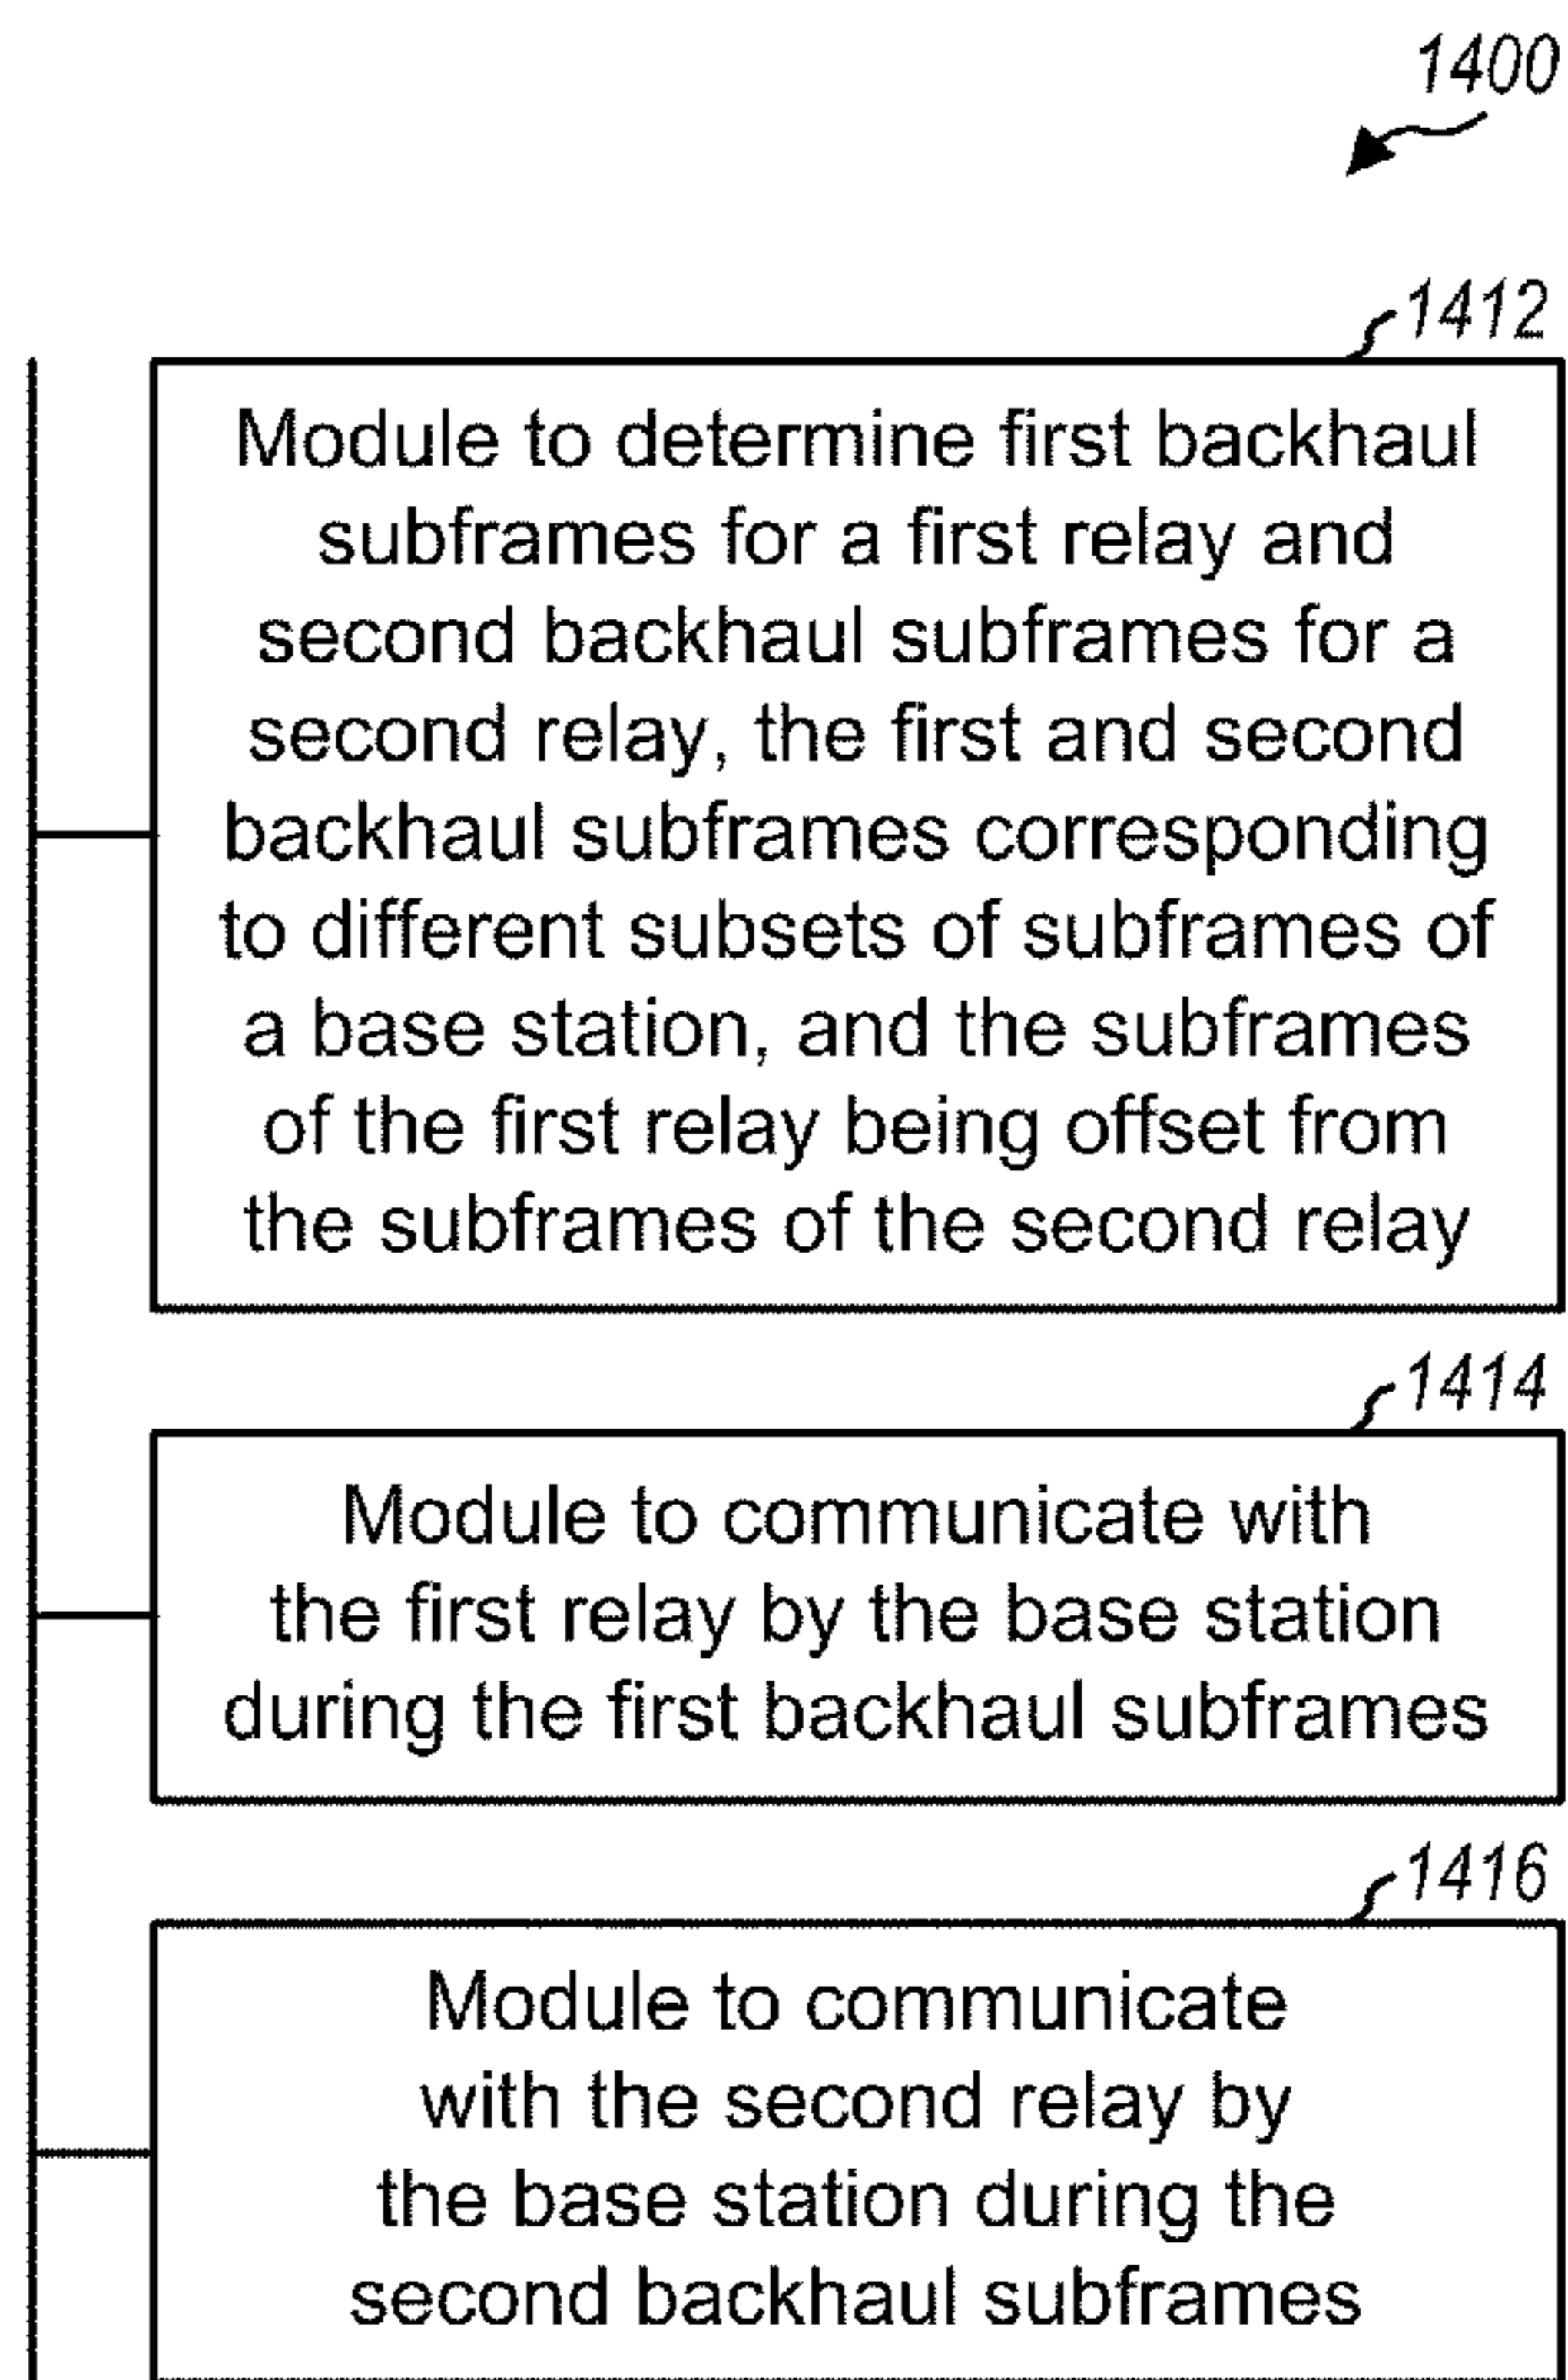 1400
1412
Module to determine first backhaul
subframes for a first relay and
second backhaul subframes for a
second relay, the first and second
backhaul subframes corresponding
to different subsets of subframes of
a base station, and the subframes
of the first relay being offset from
the subframes of the second relay
1414
Module to communicate with
the first relay by the base station
during the first backhaul subframes
1416
Module to communicate
with the second relay by
the base station during the
second backhaul subframes